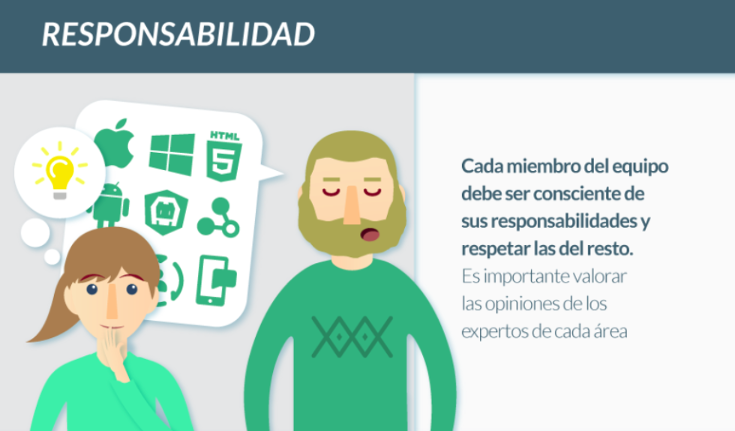 RESPONSABILIDAD
HTML
5
Cada miembro del equipo
debe ser consciente de
sus responsabilidades y
respetar las del resto.
Es importante valorar
las opiniones de los
expertos de cada área